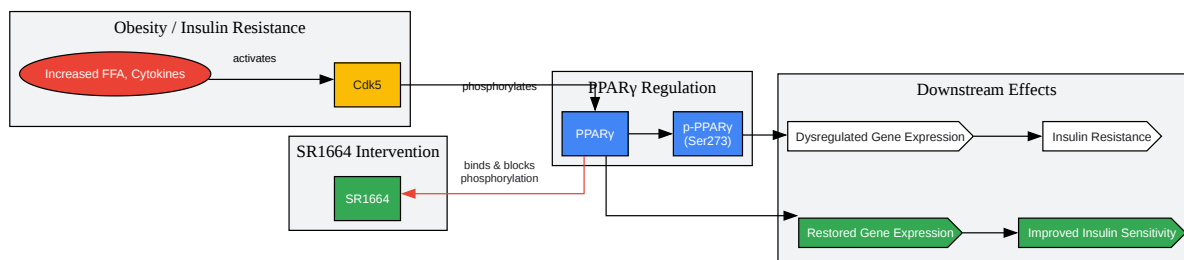 Obesity / Insulin Resistance
Increased FFA, Cytokines
activates
Cdk5
phosphorylates
PPARγ Regulation
PPARγ
p-PPARγ
(Ser273)
SR1664 Intervention
SR1664
binds & blocks
phosphorylation
Downstream Effects
Dysregulated Gene Expression
Insulin Resistance
Restored Gene Expression
Improved Insulin Sensitivity